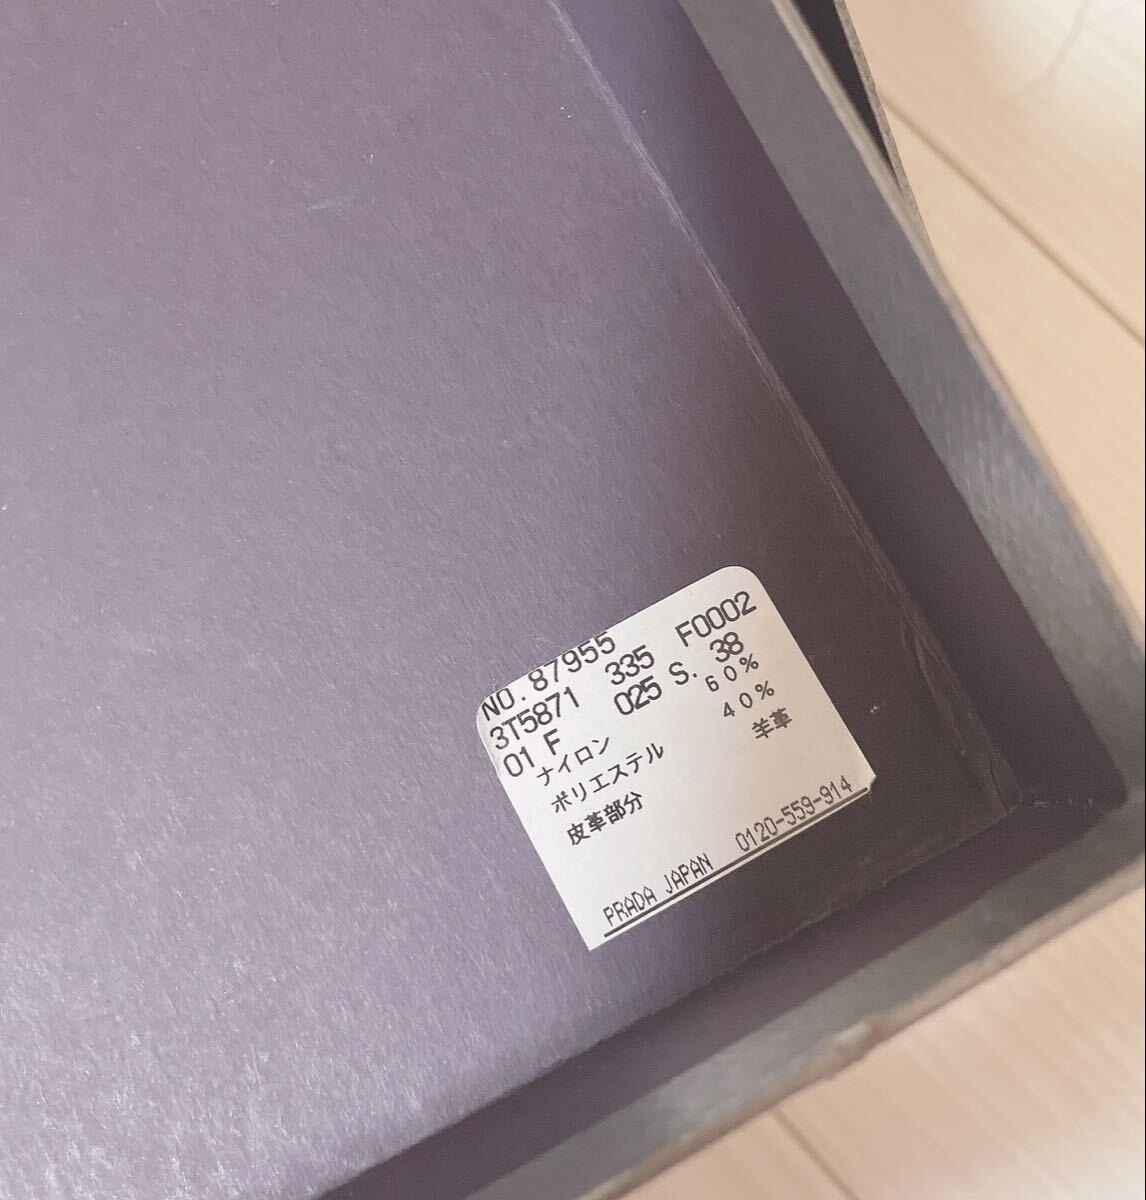 NO.87955
3T5871 335 F0002
01 F 025 S. 38
ナイロン 60%
ポリエステル 40%
皮革部分 羊革
PRADA JAPAN 0120-559-914